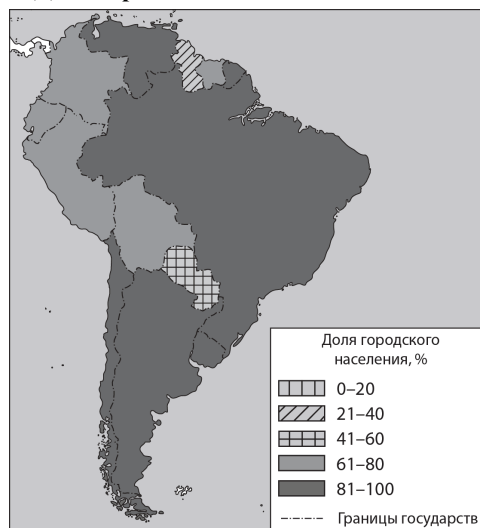 Доля городского
населения, %
0–20
21–40
41–60
61–80
81–100
Границы государств